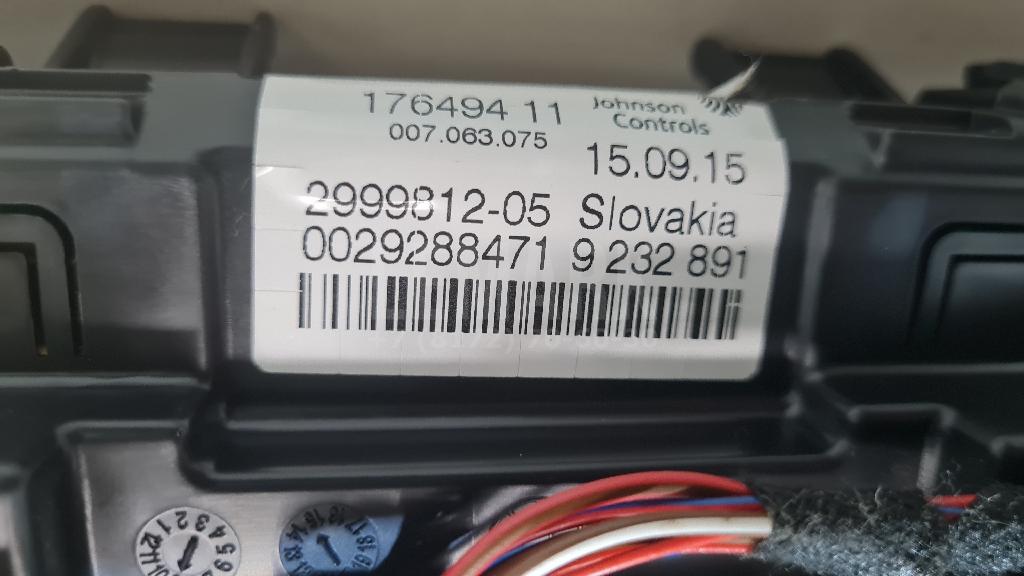 176494 11
Johnson
Controls
007.063.075
15.09.15
2999812-05 Slovakia
0029288471 9 232 891